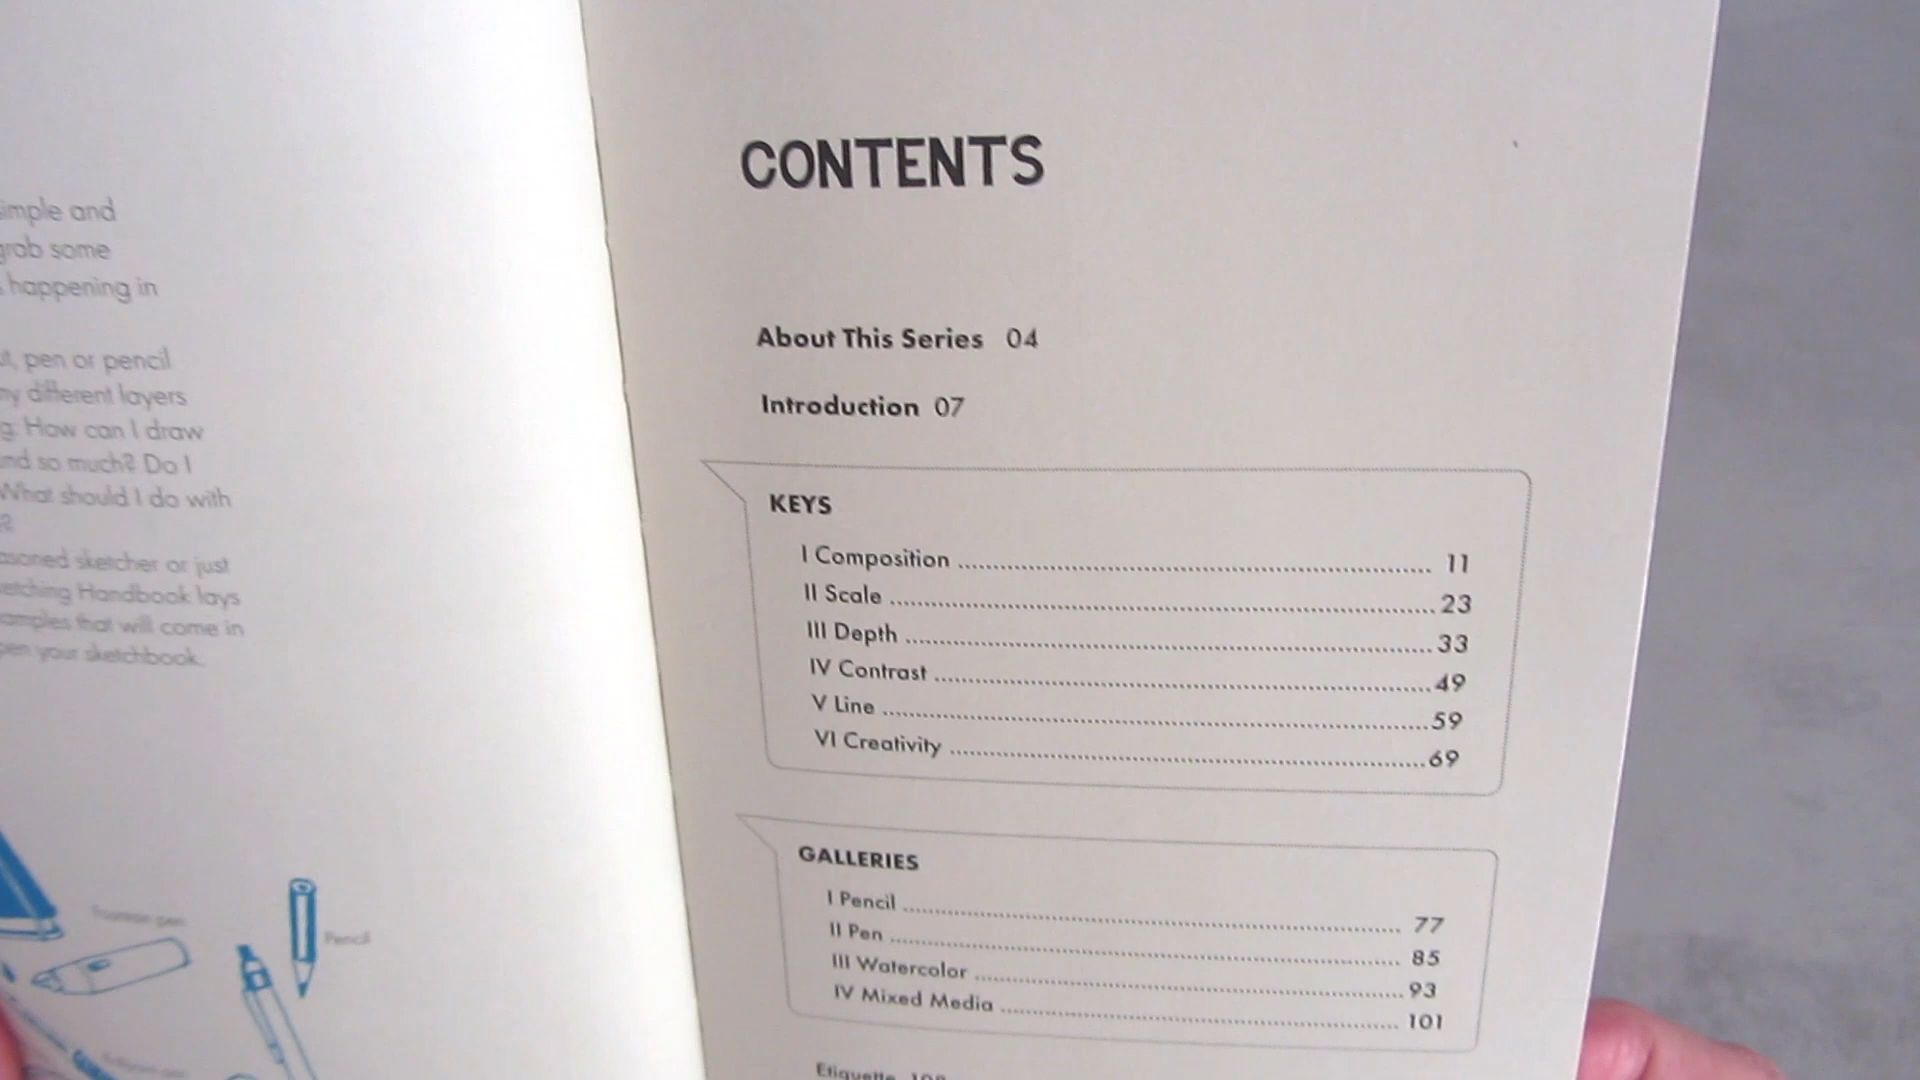 simple and
grab some
happening in
pen or pencil
different layers
How can I draw
so much? Do I
What should I do with
sketcher or just
Handbook lays
that will come in
your sketchbook.
Pencil
CONTENTS
About This Series 04
Introduction 07
KEYS
I Composition 11
II Scale 23
III Depth 33
IV Contrast 49
V Line 59
VI Creativity 69
GALLERIES
I Pencil 77
II Pen 85
III Watercolor 93
IV Mixed Media 101
Etiquette